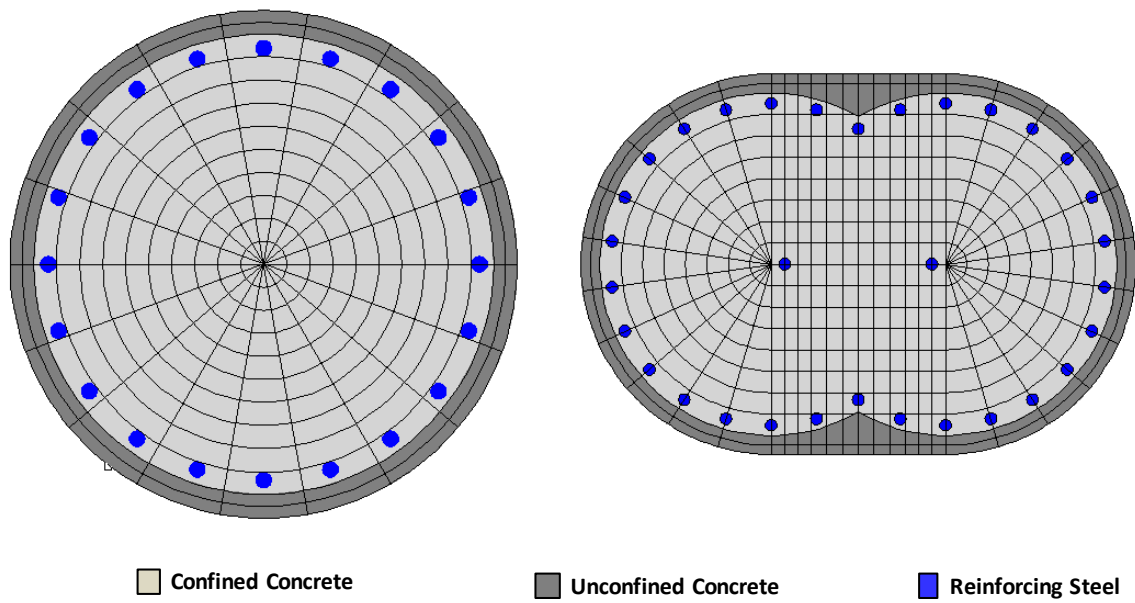 Confined Concrete
Unconfined Concrete
Reinforcing Steel